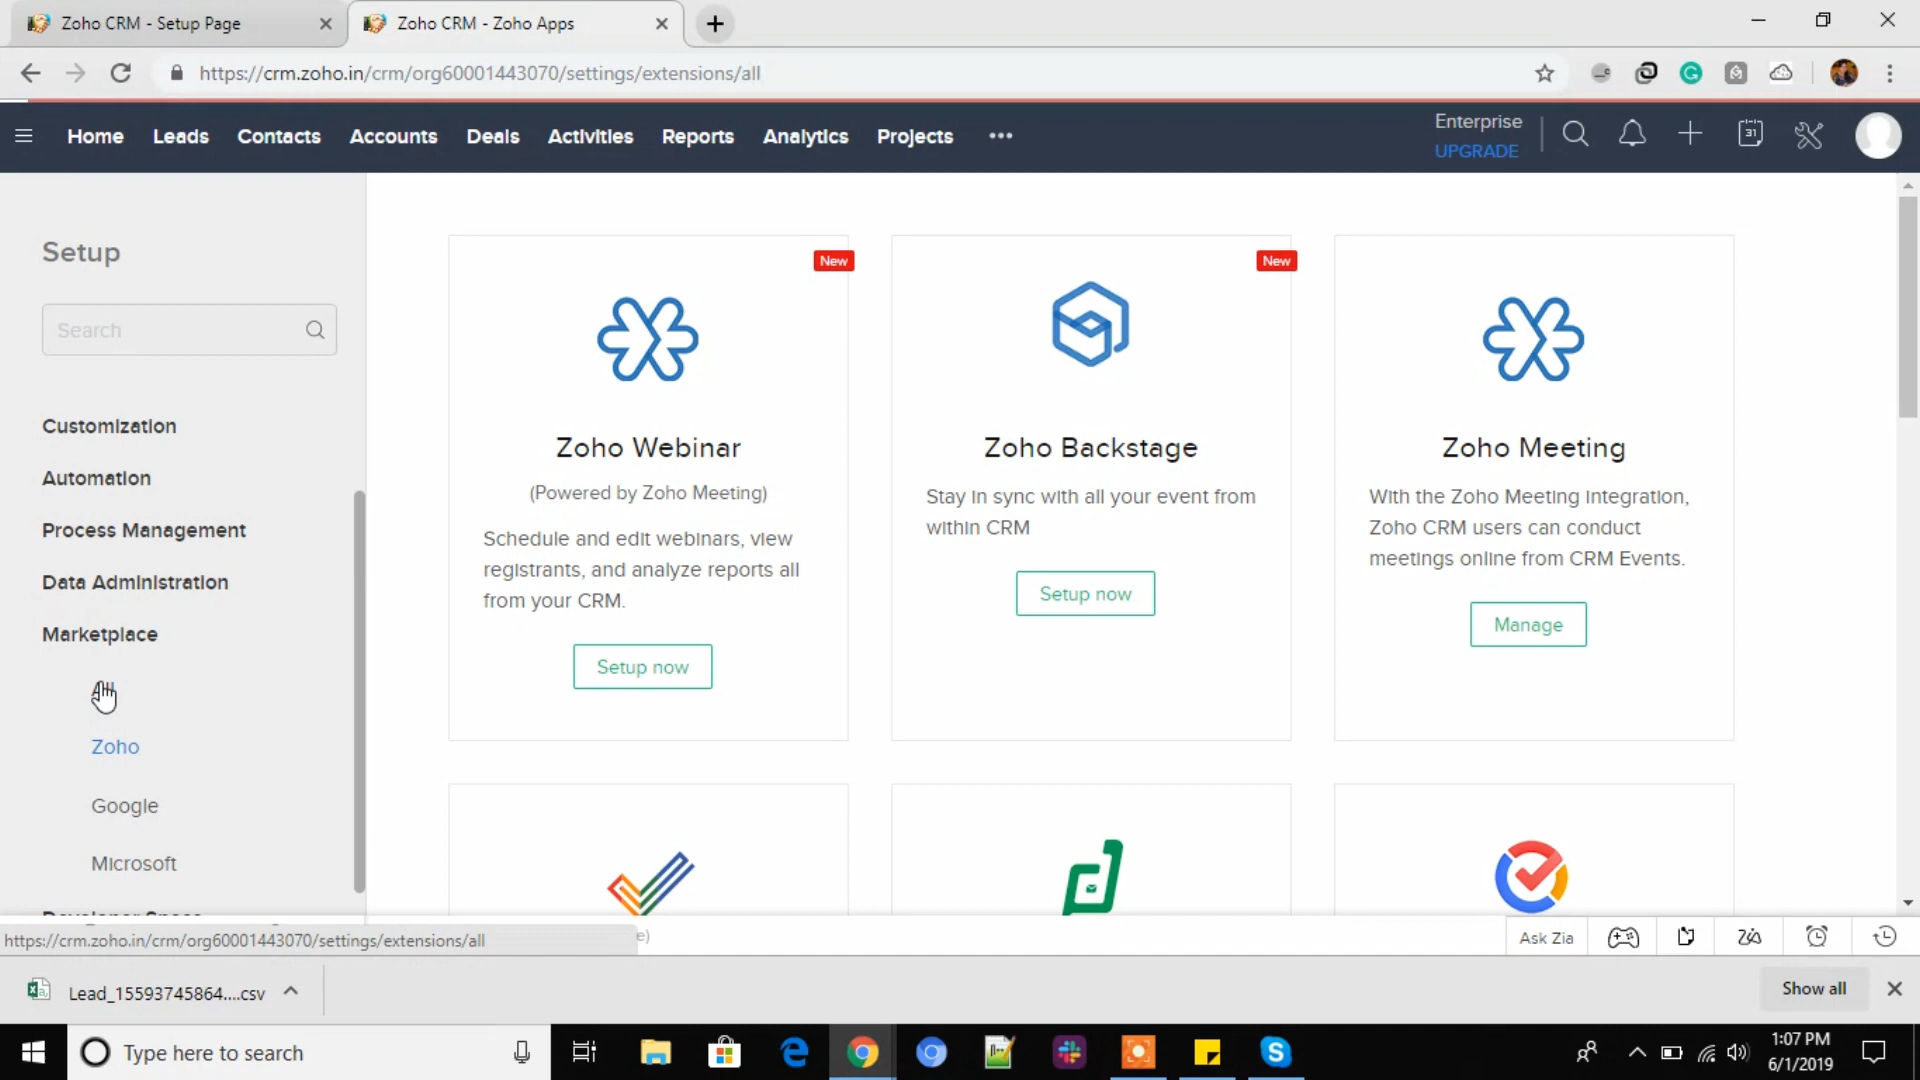 Zoho CRM - Setup Page
Zoho CRM - Zoho Apps
https://crm.zoho.in/crm/org60001443070/settings/extensions/all
Home Leads Contacts Accounts Deals Activities Reports Analytics Projects
Enterprise
UPGRADE
31
Setup
Search
Customization
Automation
Process Management
Data Administration
Marketplace
Zoho
Google
Microsoft
New
Zoho Webinar
(Powered by Zoho Meeting)
Schedule and edit webinars, view
registrants, and analyze reports all
from your CRM.
Setup now
New
Zoho Backstage
Stay in sync with all your event from
within CRM
Setup now
Zoho Meeting
With the Zoho Meeting integration,
Zoho CRM users can conduct
meetings online from CRM Events.
Manage
https://crm.zoho.in/crm/org60001443070/settings/extensions/all
Ask Zia
Lead_15593745864....csv
Show all
Type here to search
1:07 PM
6/1/2019